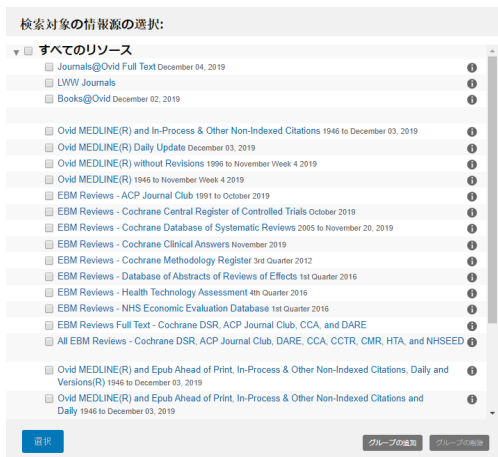 検索対象の情報源の選択:
すべてのリソース
Journals@Ovid Full Text December 04, 2019
LWW Journals
Books@Ovid December 02, 2019
Ovid MEDLINE(R) and In-Process & Other Non-Indexed Citations 1946 to December 03, 2019
Ovid MEDLINE(R) Daily Update December 03, 2019
Ovid MEDLINE(R) without Revisions 1996 to November Week 4 2019
Ovid MEDLINE(R) 1946 to November Week 4 2019
EBM Reviews - ACP Journal Club 1991 to October 2019
EBM Reviews - Cochrane Central Register of Controlled Trials October 2019
EBM Reviews - Cochrane Database of Systematic Reviews 2005 to November 20, 2019
EBM Reviews - Cochrane Clinical Answers November 2019
EBM Reviews - Cochrane Methodology Register 3rd Quarter 2012
EBM Reviews - Database of Abstracts of Reviews of Effects 1st Quarter 2016
EBM Reviews - Health Technology Assessment 4th Quarter 2016
EBM Reviews - NHS Economic Evaluation Database 1st Quarter 2016
EBM Reviews Full Text - Cochrane DSR, ACP Journal Club, CCA, and DARE
All EBM Reviews - Cochrane DSR, ACP Journal Club, DARE, CCA, CCTR, CMR, HTA, and NHSEED
Ovid MEDLINE(R) and Epub Ahead of Print, In-Process & Other Non-Indexed Citations, Daily and
Versions(R) 1946 to December 03, 2019
Ovid MEDLINE(R) and Epub Ahead of Print, In-Process & Other Non-Indexed Citations and
Daily 1946 to December 03, 2019
選択
グループの追加
グループの削除